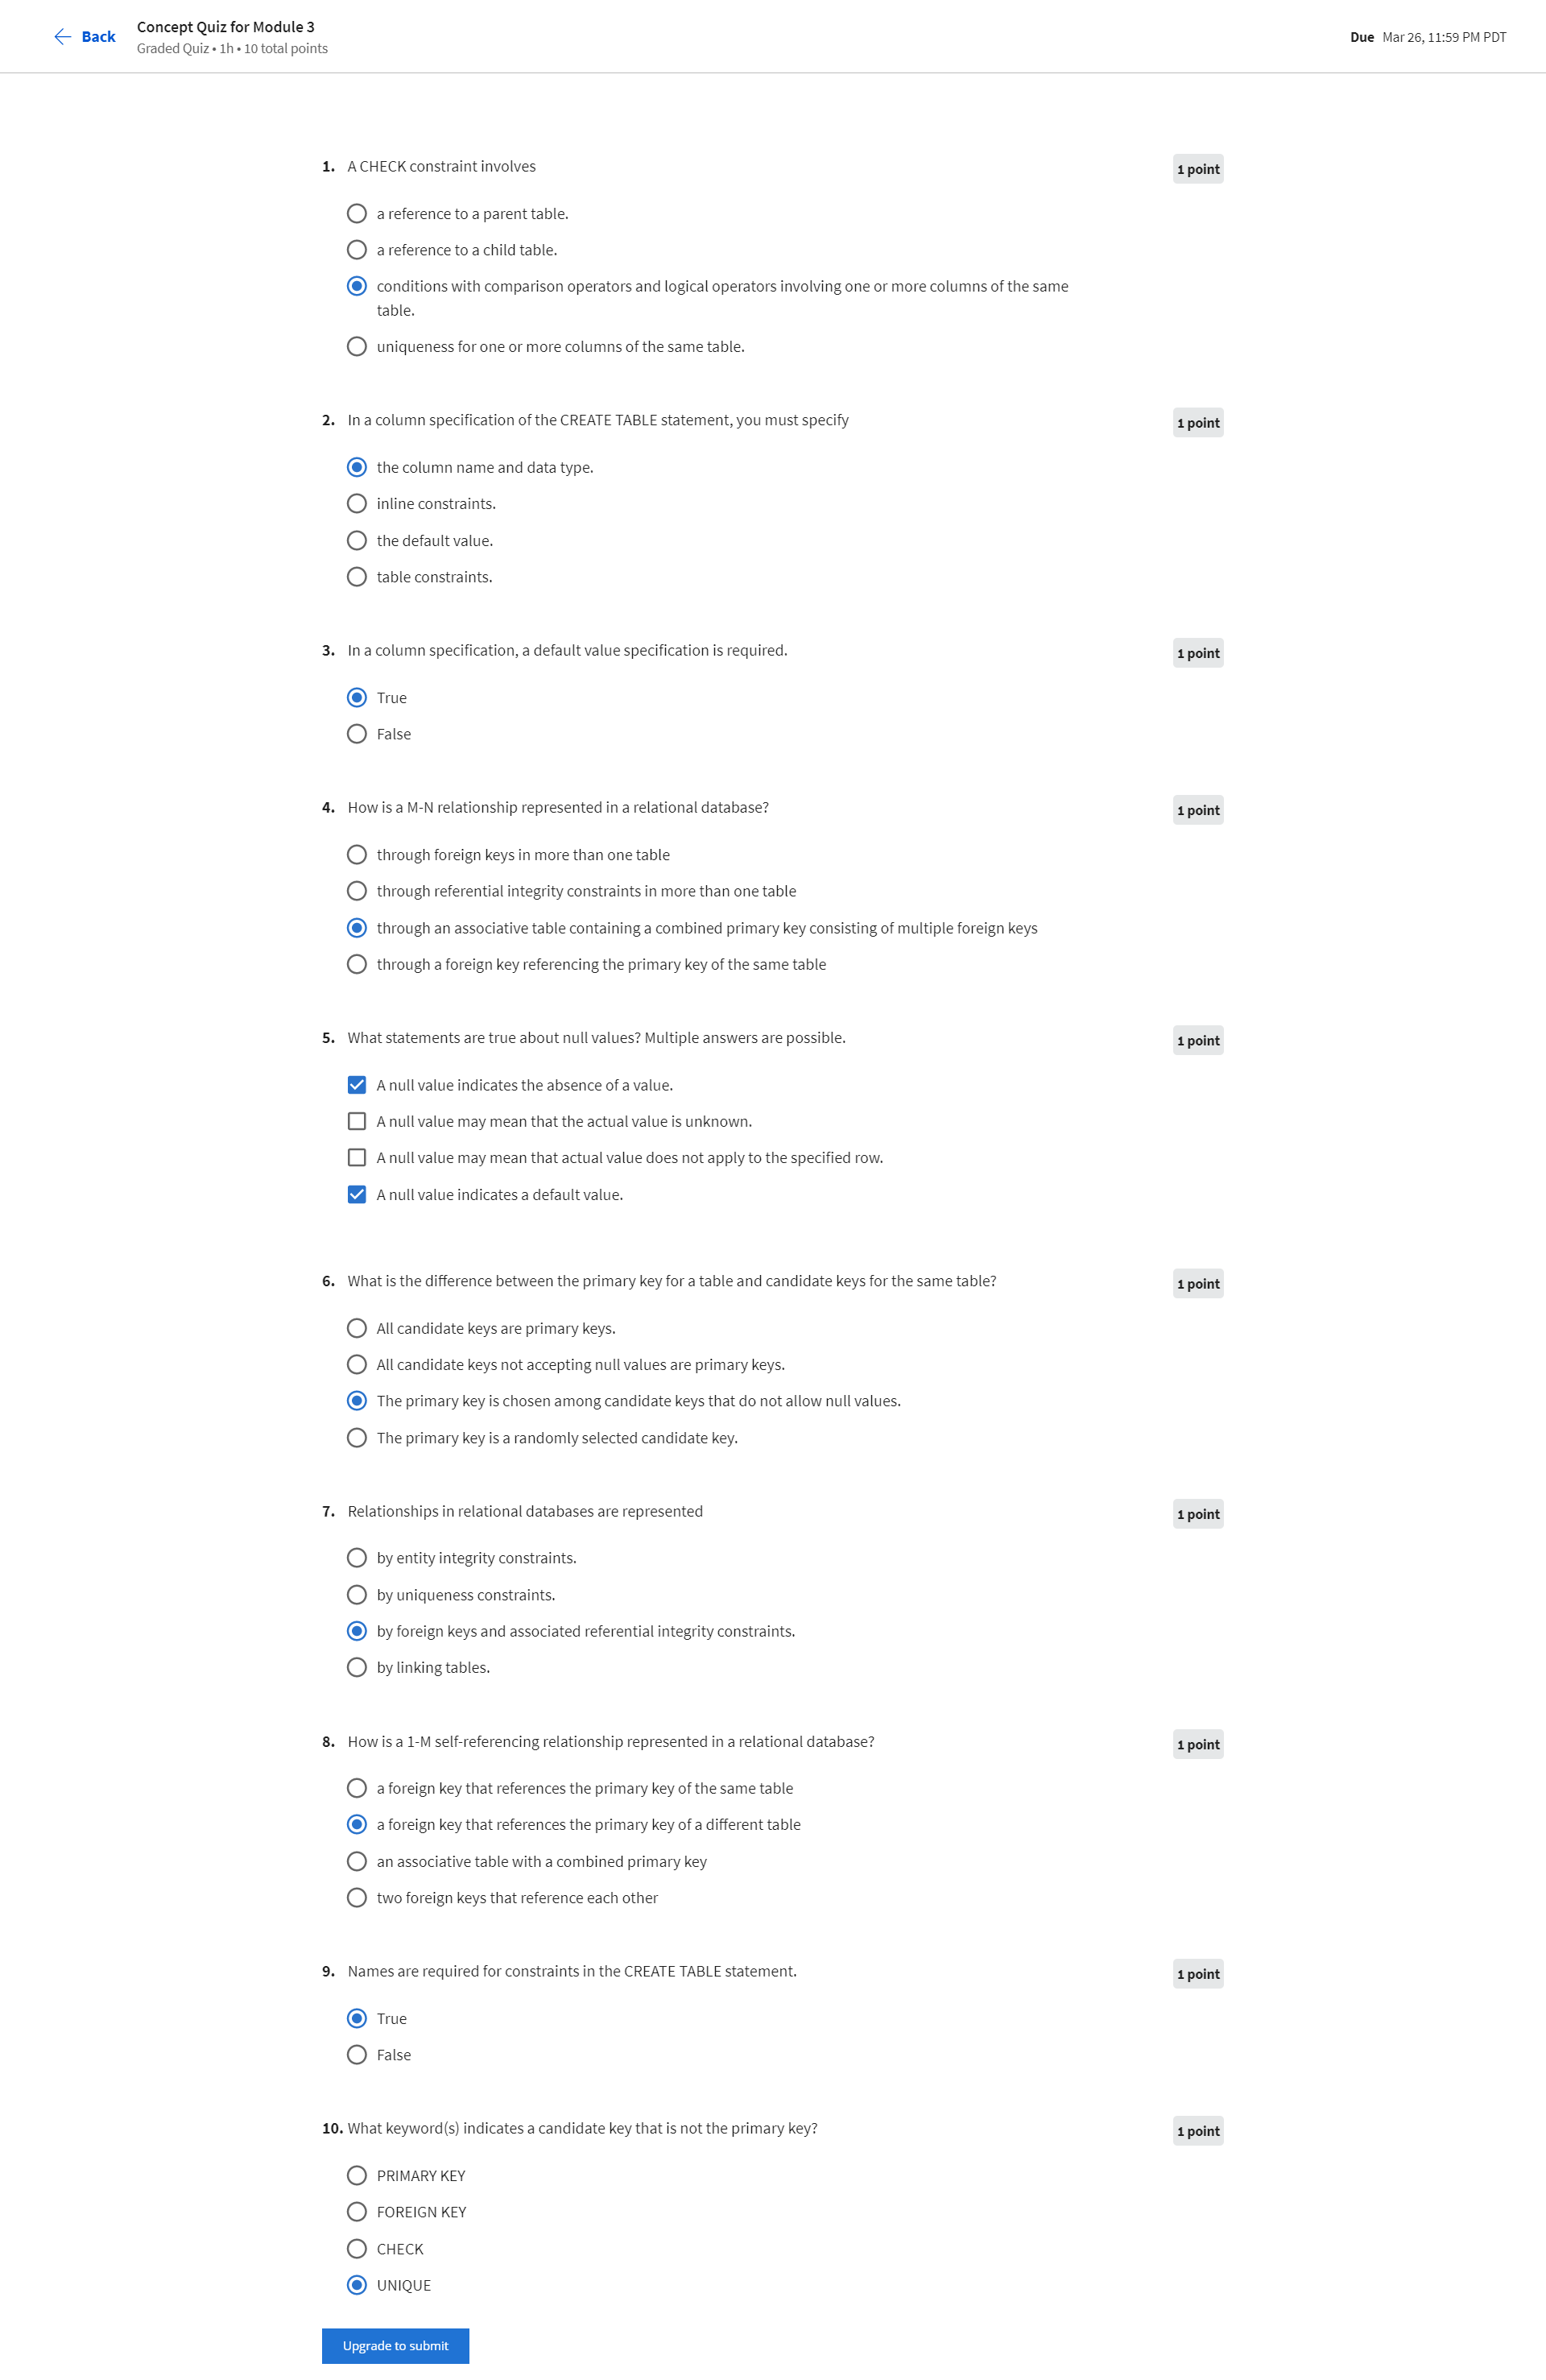 Back
Concept Quiz for Module 3
Graded Quiz • 1h • 10 total points
Due Mar 26, 11:59 PM PDT
1. A CHECK constraint involves
1 point
a reference to a parent table.
a reference to a child table.
conditions with comparison operators and logical operators involving one or more columns of the same
table.
uniqueness for one or more columns of the same table.
2. In a column specification of the CREATE TABLE statement, you must specify
1 point
the column name and data type.
inline constraints.
the default value.
table constraints.
3. In a column specification, a default value specification is required.
1 point
True
False
4. How is a M-N relationship represented in a relational database?
1 point
through foreign keys in more than one table
through referential integrity constraints in more than one table
through an associative table containing a combined primary key consisting of multiple foreign keys
through a foreign key referencing the primary key of the same table
5. What statements are true about null values? Multiple answers are possible.
1 point
A null value indicates the absence of a value.
A null value may mean that the actual value is unknown.
A null value may mean that actual value does not apply to the specified row.
A null value indicates a default value.
6. What is the difference between the primary key for a table and candidate keys for the same table?
1 point
All candidate keys are primary keys.
All candidate keys not accepting null values are primary keys.
The primary key is chosen among candidate keys that do not allow null values.
The primary key is a randomly selected candidate key.
7. Relationships in relational databases are represented
1 point
by entity integrity constraints.
by uniqueness constraints.
by foreign keys and associated referential integrity constraints.
by linking tables.
8. How is a 1-M self-referencing relationship represented in a relational database?
1 point
a foreign key that references the primary key of the same table
a foreign key that references the primary key of a different table
an associative table with a combined primary key
two foreign keys that reference each other
9. Names are required for constraints in the CREATE TABLE statement.
1 point
True
False
10. What keyword(s) indicates a candidate key that is not the primary key?
1 point
PRIMARY KEY
FOREIGN KEY
CHECK
UNIQUE
Upgrade to submit